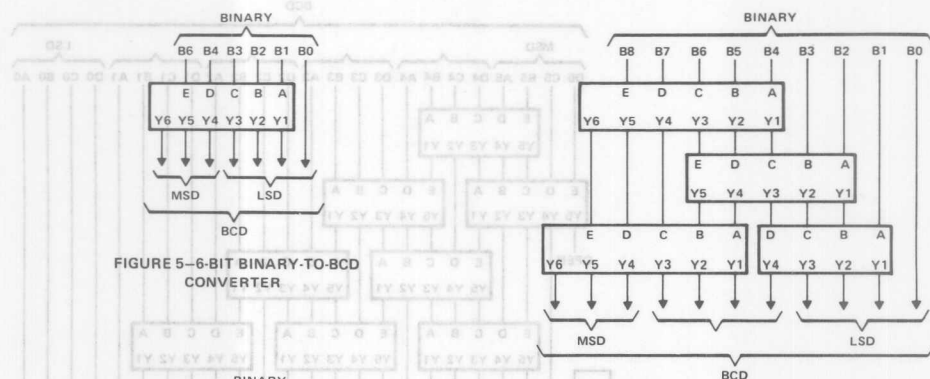 BINARY
B6 B4 B3 B2 B1 B0
E D C B A
Y6 Y5 Y4 Y3 Y2 Y1
MSD LSD
BCD
FIGURE 5–6-BIT BINARY-TO-BCD
CONVERTER
BINARY
BINARY
B8 B7 B6 B5 B4 B3 B2 B1 B0
E D C B A
Y6 Y5 Y4 Y3 Y2 Y1
E D C B A
Y5 Y4 Y3 Y2 Y1
E D C B A D C B A
Y6 Y5 Y4 Y3 Y2 Y1 Y4 Y3 Y2 Y1
MSD LSD
BCD